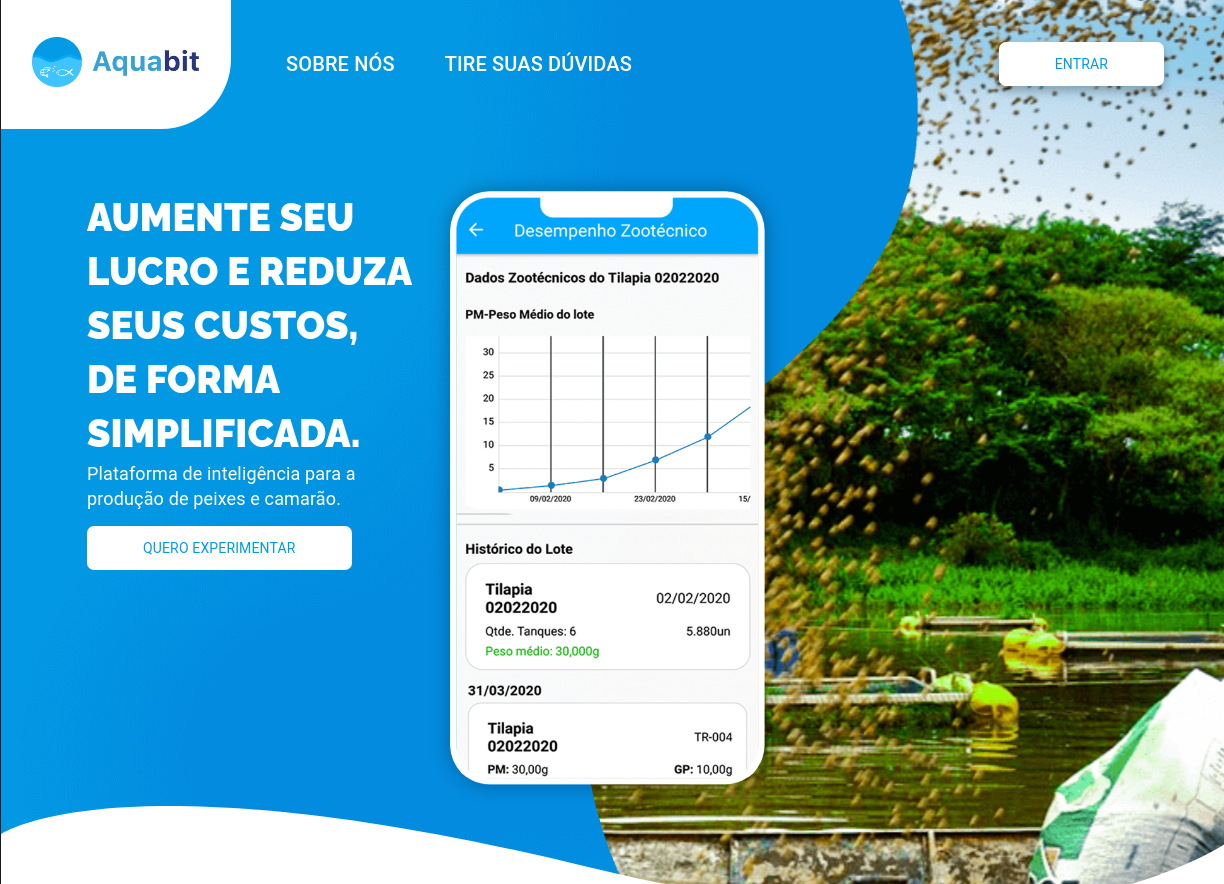 Aquabit
SOBRE NÓS
TIRE SUAS DÚVIDAS
ENTRAR
AUMENTE SEU
LUCRO E REDUZA
SEUS CUSTOS,
DE FORMA
SIMPLIFICADA.
Plataforma de inteligência para a
produção de peixes e camarão.
QUERO EXPERIMENTAR
Desempenho Zootécnico
Dados Zootécnicos do Tilapia 02022020
PM-Peso Médio do lote
30
25
20
15
10
5
09/02/2020 23/02/2020 15/
Histórico do Lote
Tilapia
02022020
02/02/2020
Qtde. Tanques: 6 5.880un
Peso médio: 30,000g
31/03/2020
Tilapia
02022020
TR-004
PM: 30,00g GP: 10,00g